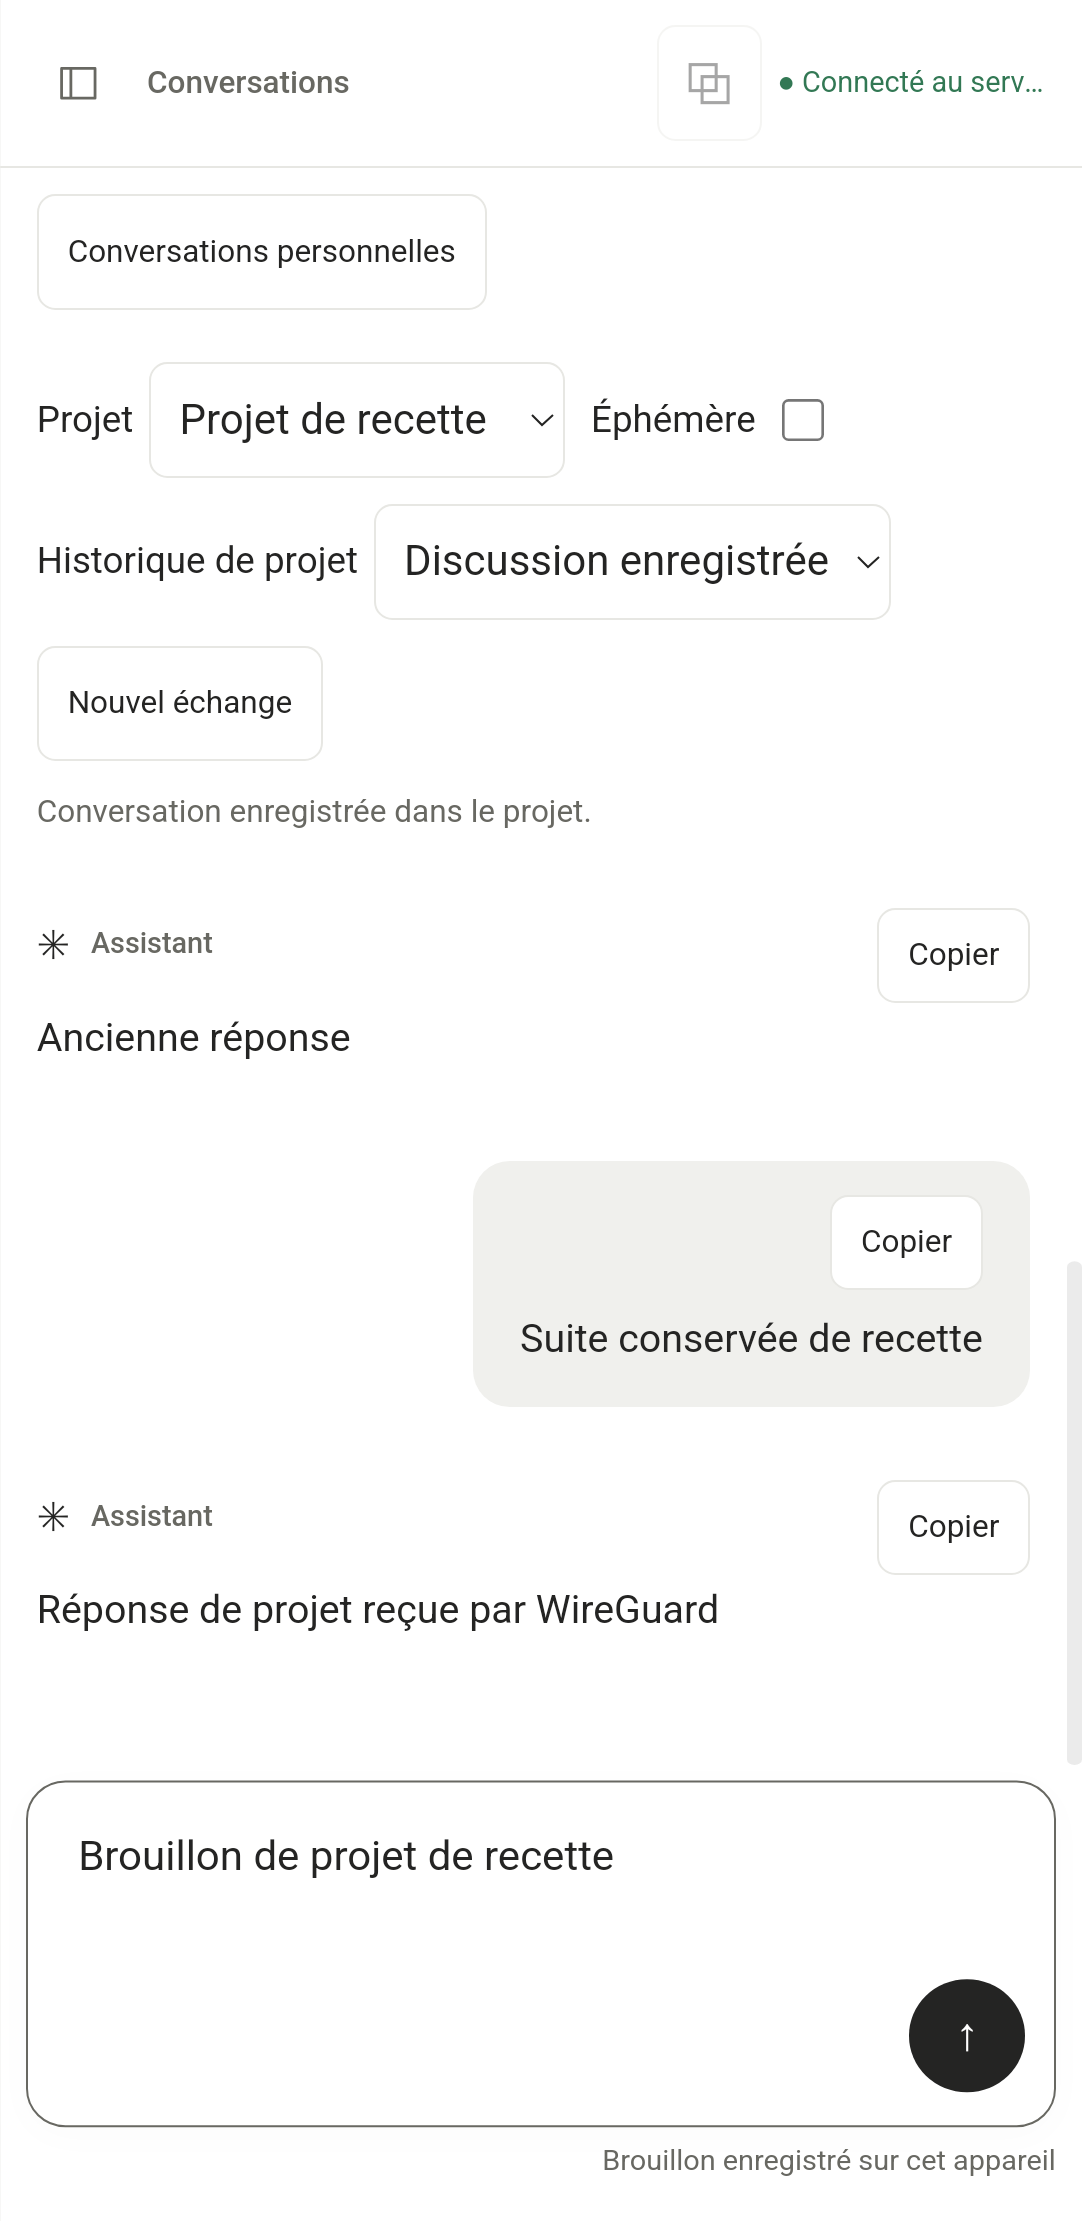 Conversations
Connecté au serv…
Conversations personnelles
Projet
Projet de recette
Éphémère
Historique de projet
Discussion enregistrée
Nouvel échange
Conversation enregistrée dans le projet.
Assistant
Copier
Ancienne réponse
Copier
Suite conservée de recette
Assistant
Copier
Réponse de projet reçue par WireGuard
Brouillon de projet de recette
↑
Brouillon enregistré sur cet appareil